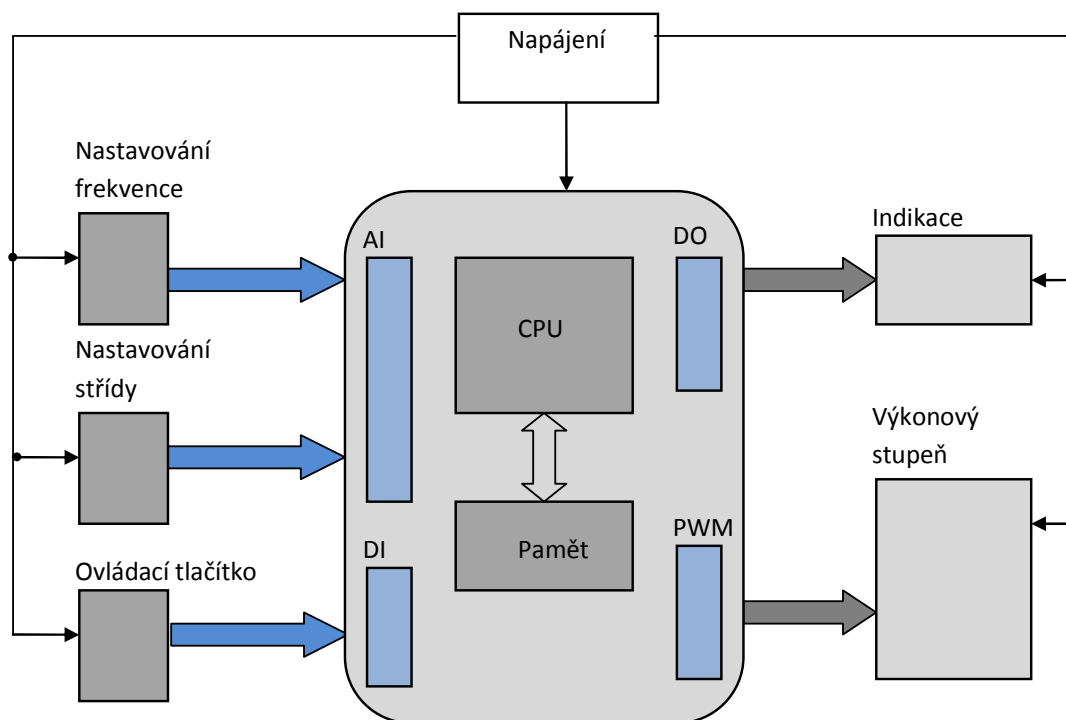 Napájení
Nastavování
frekvence
AI
DO
Indikace
CPU
Nastavování
střídy
Výkonový
stupeň
DI
Pamět
PWM
Ovládací tlačítko